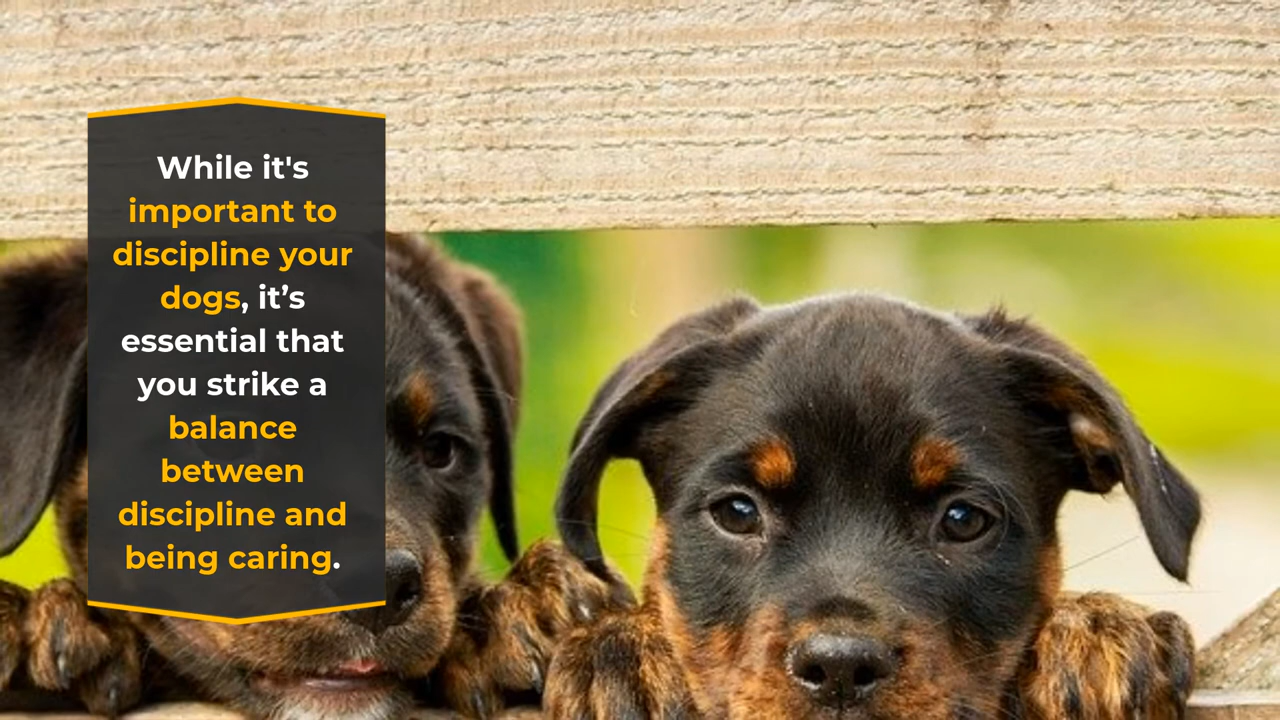 While it's
important to
discipline your
dogs, it’s
essential that
you strike a
balance
between
discipline and
being caring.